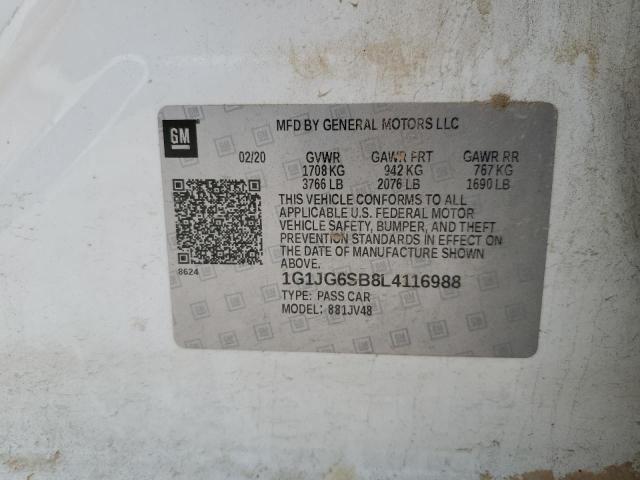 GM
MFD BY GENERAL MOTORS LLC
02/20 GVWR GAWR FRT GAWR RR
1708 KG 942 KG 767 KG
3766 LB 2076 LB 1690 LB
THIS VEHICLE CONFORMS TO ALL
APPLICABLE U.S. FEDERAL MOTOR
VEHICLE SAFETY, BUMPER, AND THEFT
PREVENTION STANDARDS IN EFFECT ON
THE DATE OF MANUFACTURE SHOWN ABOVE.
8624
1G1JG6SB8L4116988
TYPE: PASS CAR
MODEL: 881JV48